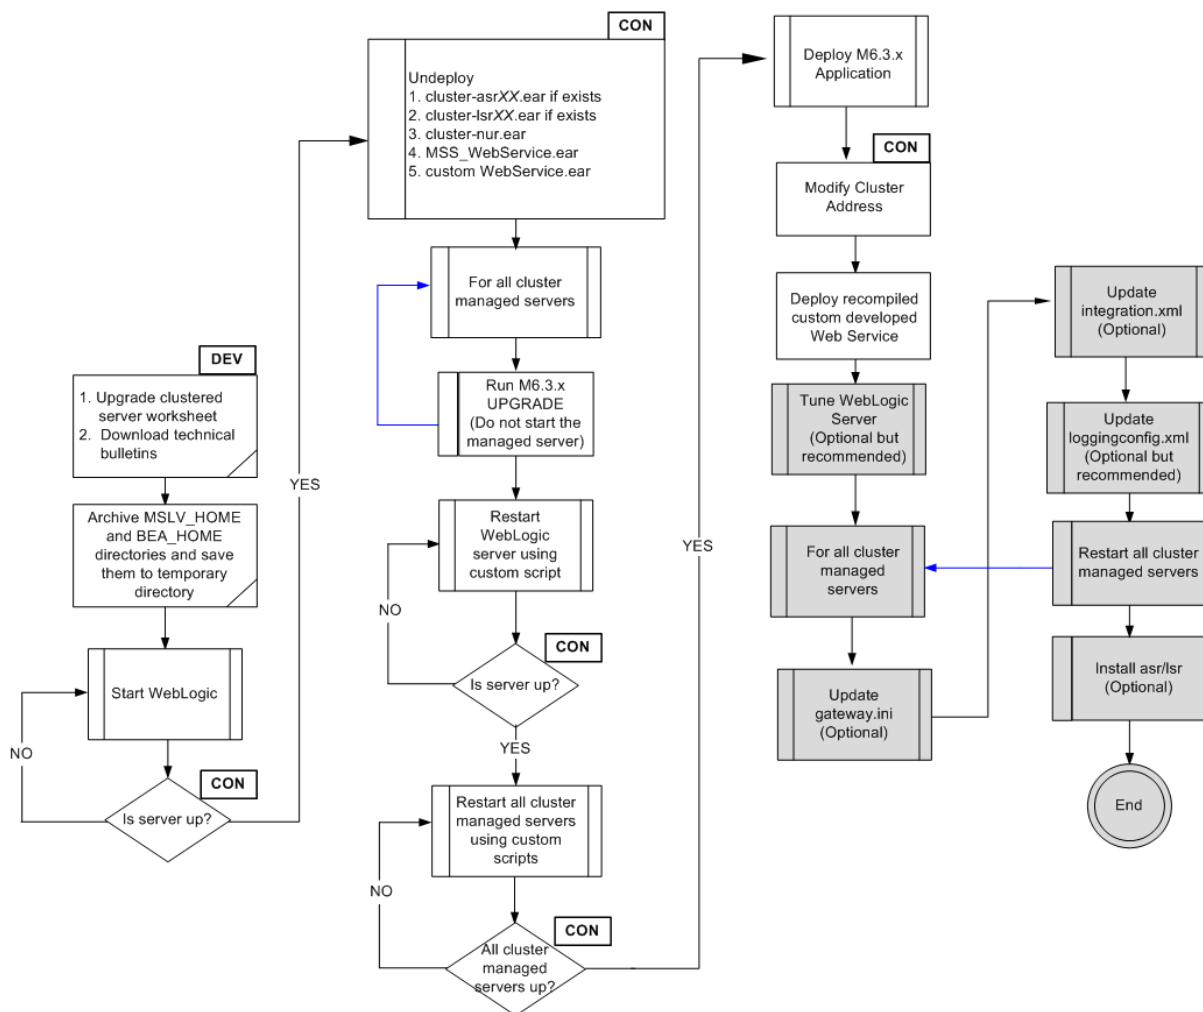 DEV
1. Upgrade clustered
server worksheet
2. Download technical
bulletins
Archive MSLV_HOME
and BEA_HOME
directories and save
them to temporary
directory
Start WebLogic
NO
CON
Is server up?
YES
CON
Undeploy
1. cluster-asrXX.ear if exists
2. cluster-lsrXX.ear if exists
3. cluster-nur.ear
4. MSS_WebService.ear
5. custom WebService.ear
For all cluster
managed servers
Run M6.3.x
UPGRADE
(Do not start the
managed server)
Restart
WebLogic
server using
custom script
NO
CON
Is server up?
YES
Restart all cluster
managed servers
using custom
scripts
NO
CON
All cluster
managed
servers up?
YES
Deploy M6.3.x
Application
CON
Modify Cluster
Address
Deploy recompiled
custom developed
Web Service
Tune WebLogic
Server
(Optional but
recommended)
For all cluster
managed
servers
Update
gateway.ini
(Optional)
Update
integration.xml
(Optional)
Update
loggingconfig.xml
(Optional but
recommended)
Restart all cluster
managed servers
Install asr/lsr
(Optional)
End